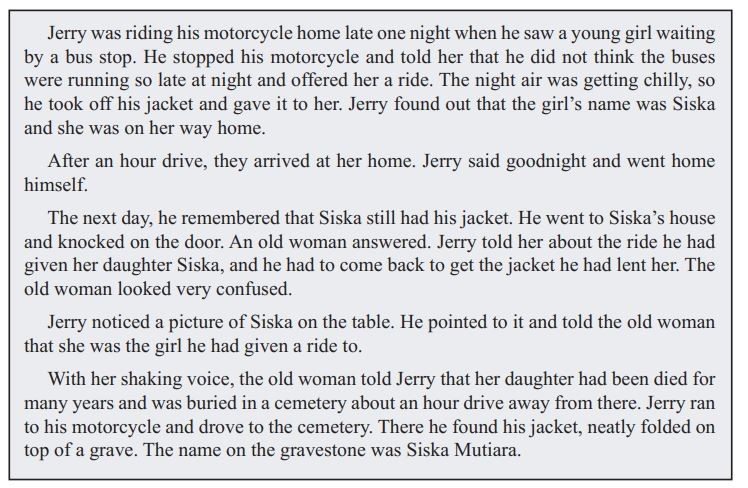 Jerry was riding his motorcycle home late one night when he saw a young girl waiting
by a bus stop. He stopped his motorcycle and told her that he did not think the buses
were running so late at night and offered her a ride. The night air was getting chilly, so
he took off his jacket and gave it to her. Jerry found out that the girl’s name was Siska
and she was on her way home.
After an hour drive, they arrived at her home. Jerry said goodnight and went home
himself.
The next day, he remembered that Siska still had his jacket. He went to Siska’s house
and knocked on the door. An old woman answered. Jerry told her about the ride he had
given her daughter Siska, and he had to come back to get the jacket he had lent her. The
old woman looked very confused.
Jerry noticed a picture of Siska on the table. He pointed to it and told the old woman
that she was the girl he had given a ride to.
With her shaking voice, the old woman told Jerry that her daughter had been died for
many years and was buried in a cemetery about an hour drive away from there. Jerry ran
to his motorcycle and drove to the cemetery. There he found his jacket, neatly folded on
top of a grave. The name on the gravestone was Siska Mutiara.